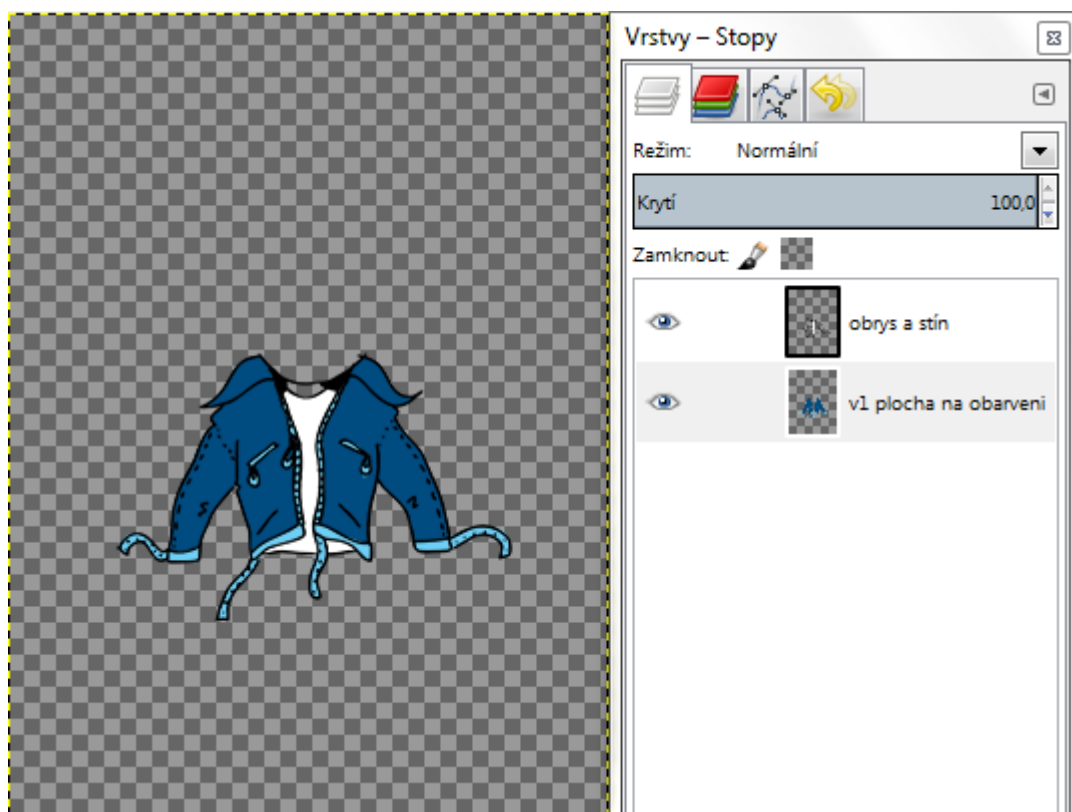 Vrstvy – Stopy
Režim: Normální
Krytí 100,0
Zamknout:
obrys a stín
v1 plocha na obarveni